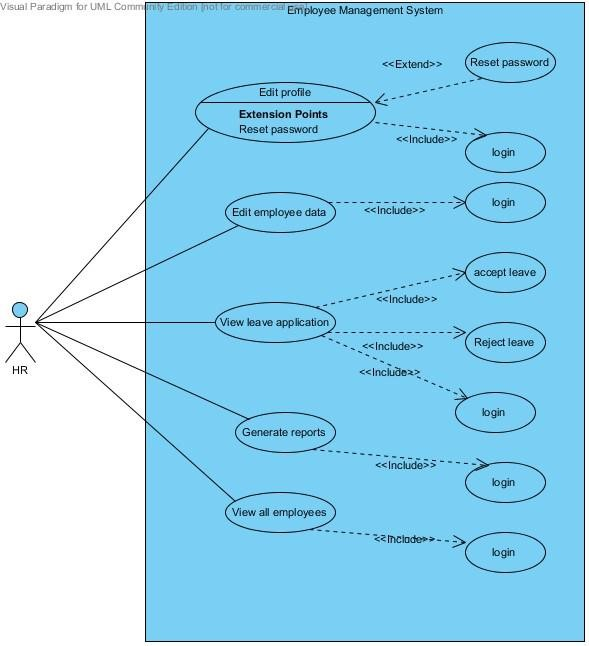 Visual Paradigm for UML Community Edition [not for commercial use]
Employee Management System
<<Extend>>
Reset password
Edit profile
Extension Points
Reset password
<<Include>>
login
Edit employee data
<<Include>>
login
accept leave
<<Include>>
View leave application
<<Include>>
Reject leave
<<Include>>
HR
login
Generate reports
<<Include>>
login
View all employees
<<Include>>
login